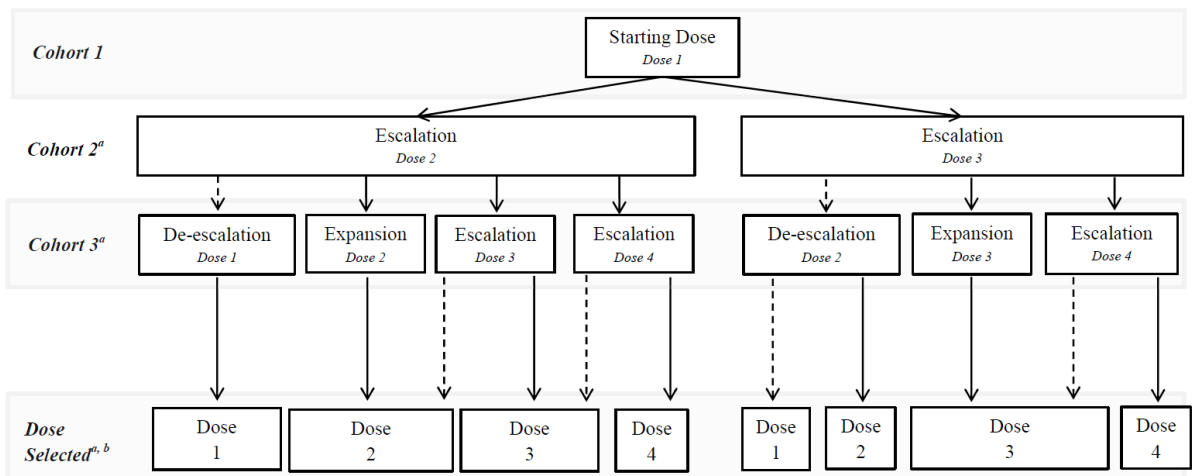 Cohort 1
Starting Dose
Dose 1
Cohort 2a
Escalation
Dose 2
Escalation
Dose 3
Cohort 3a
De-escalation
Dose 1
Expansion
Dose 2
Escalation
Dose 3
Escalation
Dose 4
De-escalation
Dose 2
Expansion
Dose 3
Escalation
Dose 4
Dose
Selecteda, b
Dose
1
Dose
2
Dose
3
Dose
4
Dose
1
Dose
2
Dose
3
Dose
4